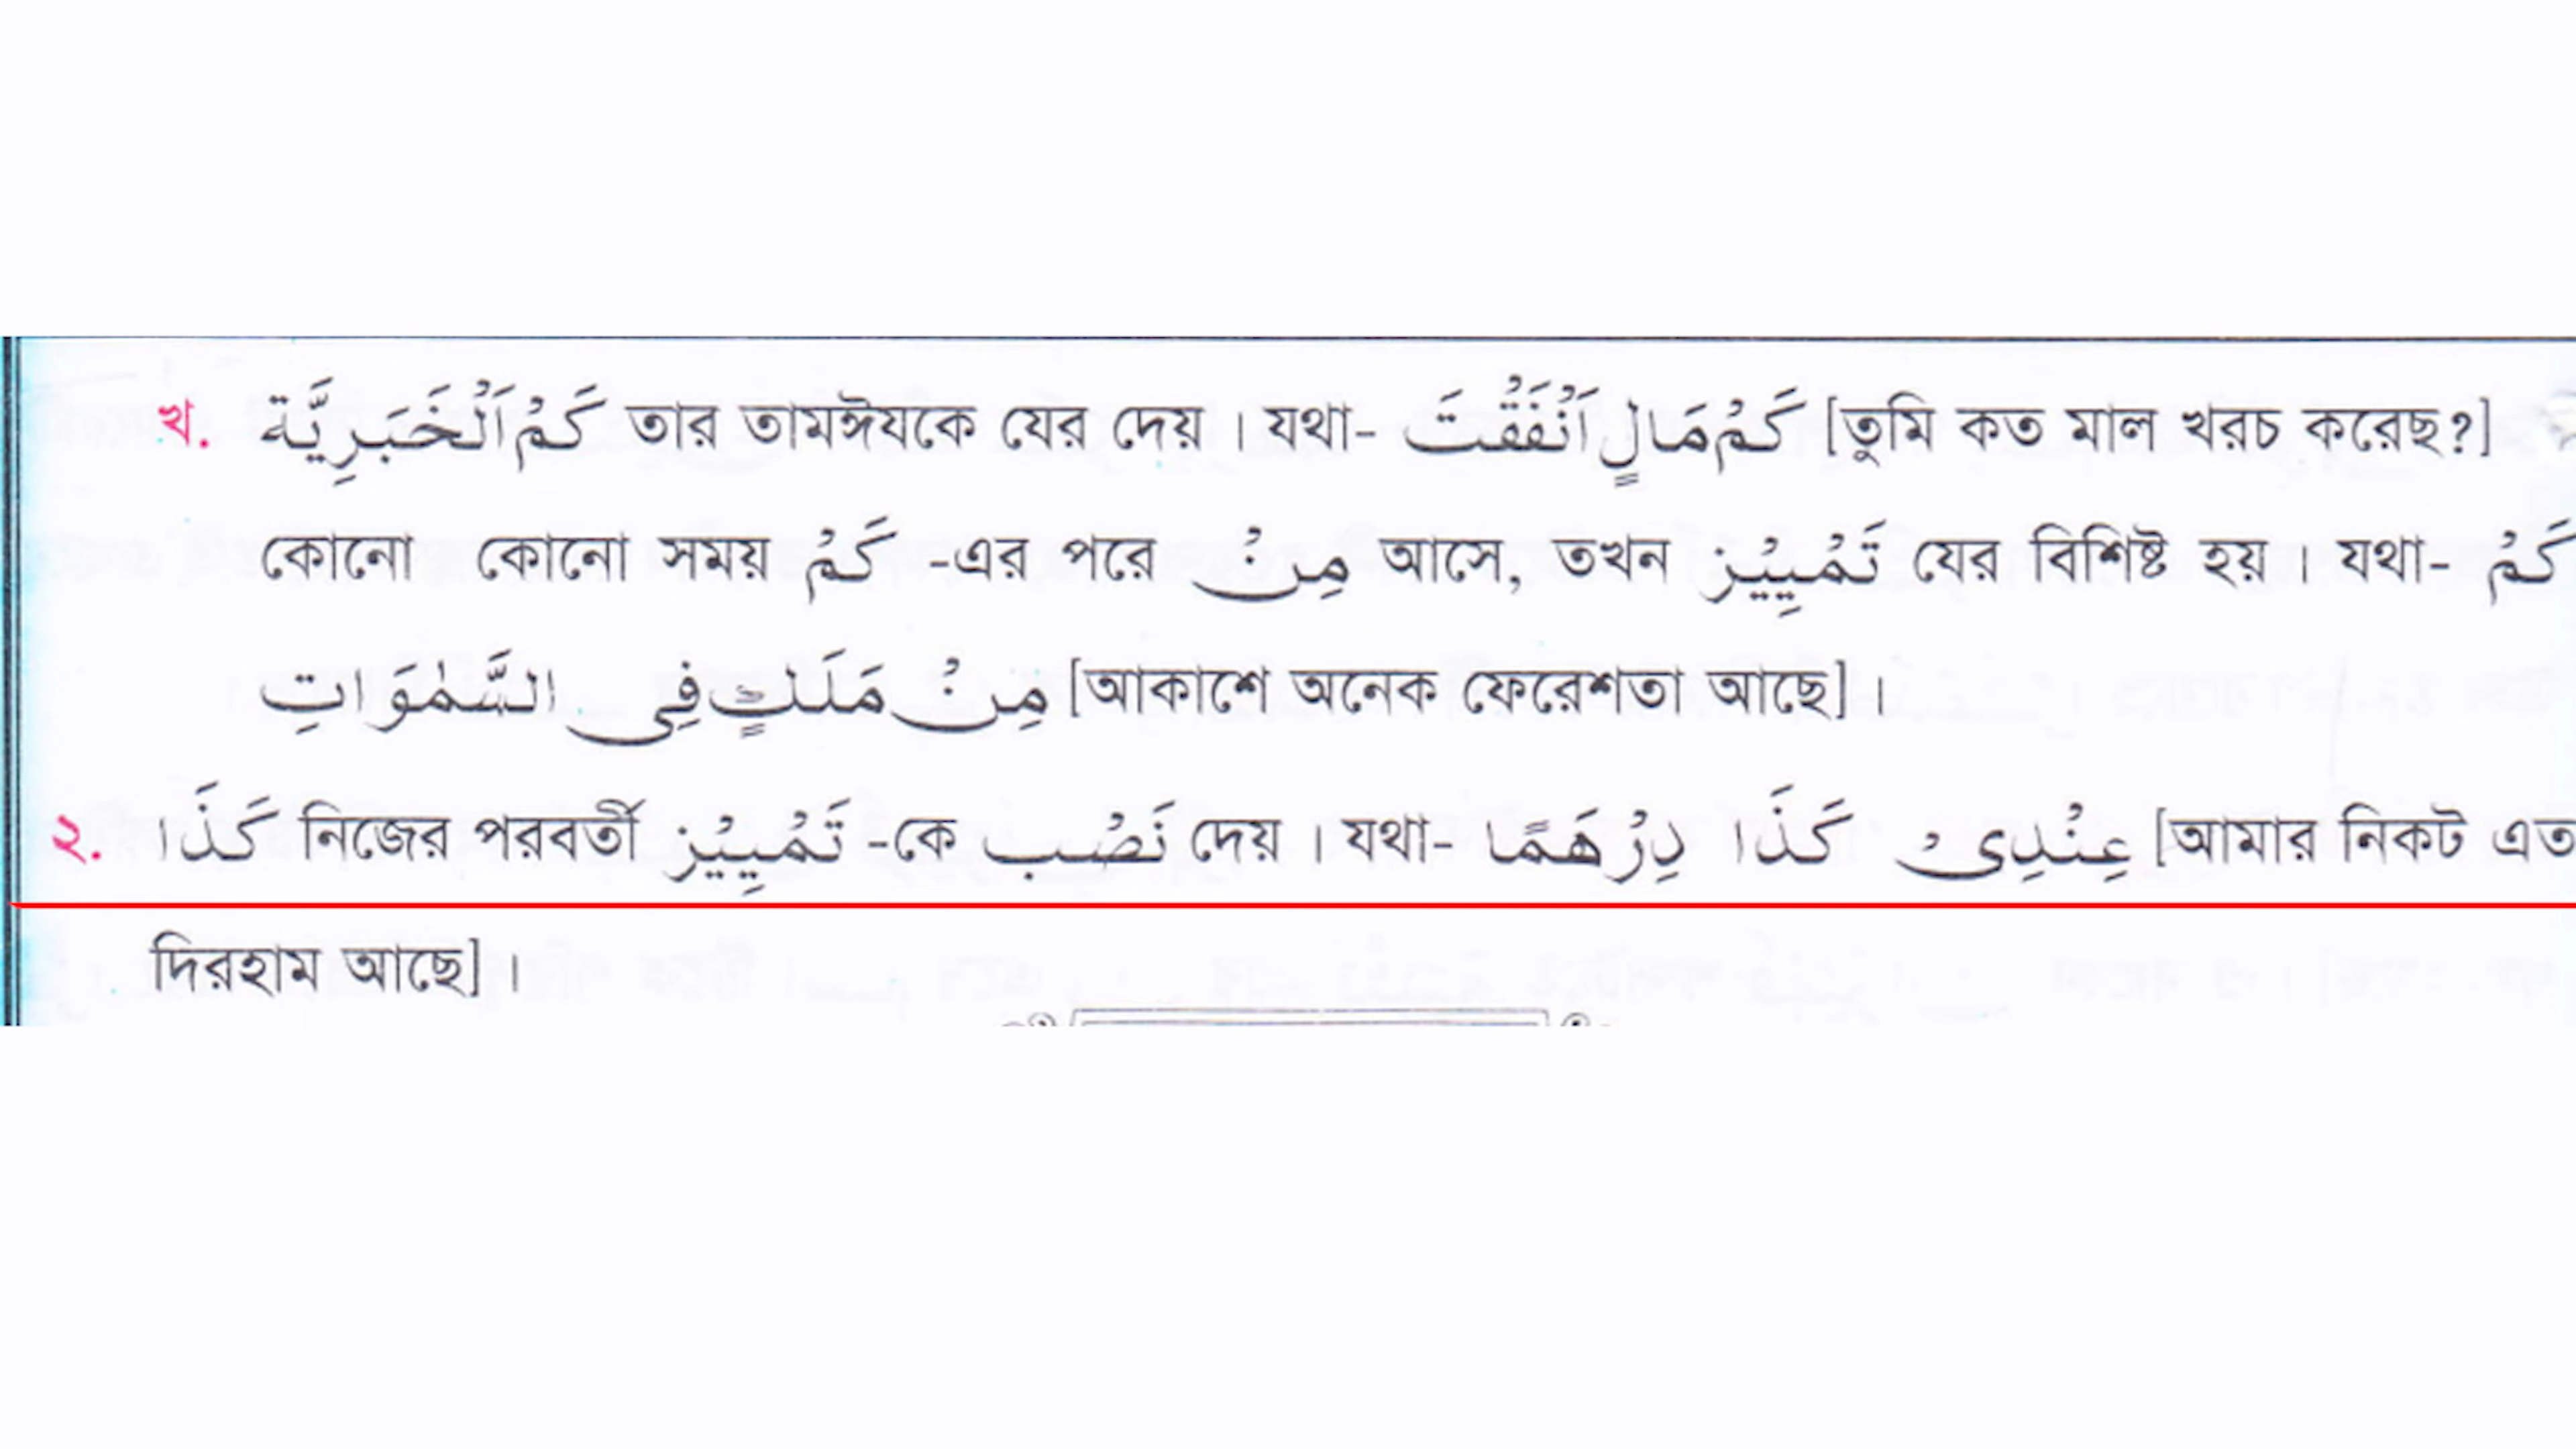 খ. كَمْ اَلْخَبَرِيَّة তার তামঈযকে যের দেয়। যথা- كَمْ مَالٍ اَنْفَقْتَ [তুমি কত মাল খরচ করেছ?]
কোনো কোনো সময় كَمْ -এর পরে مِنْ আসে, তখন تَمْيِيْز যের বিশিষ্ট হয়। যথা- كَمْ
مِنْ مَلَكٍ فِى السَّمٰوَاتِ [আকাশে অনেক ফেরেশতা আছে]।
২. كَذَا নিজের পরবর্তী تَمْيِيْز -কে نَصْب দেয়। যথা- عِنْدِىْ كَذَا دِرْهَمًا [আমার নিকট এত
দিরহাম আছে]।